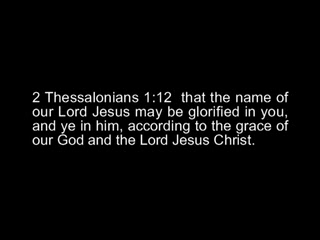 2 Thessalonians 1:12 that the name of
our Lord Jesus may be glorified in you,
and ye in him, according to the grace of
our God and the Lord Jesus Christ.